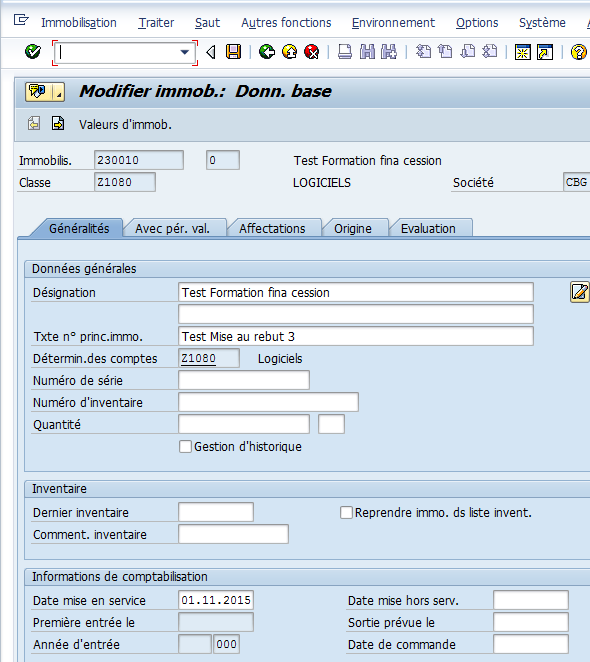 Immobilisation Traiter Saut Autres fonctions Environnement Options Système
Modifier immob.: Donn. base
Valeurs d'immob.
Immobilis. 230010 0 Test Formation fina cession
Classe Z1080 LOGICIELS Société CBG
Généralités Avec pér. val. Affectations Origine Evaluation
Données générales
Désignation Test Formation fina cession
Txte n° princ.immo. Test Mise au rebut 3
Détermin.des comptes Z1080 Logiciels
Numéro de série
Numéro d'inventaire
Quantité
Gestion d'historique
Inventaire
Dernier inventaire Reprendre immo. ds liste invent.
Comment. inventaire
Informations de comptabilisation
Date mise en service 01.11.2015 Date mise hors serv.
Première entrée le Sortie prévue le
Année d'entrée 000 Date de commande